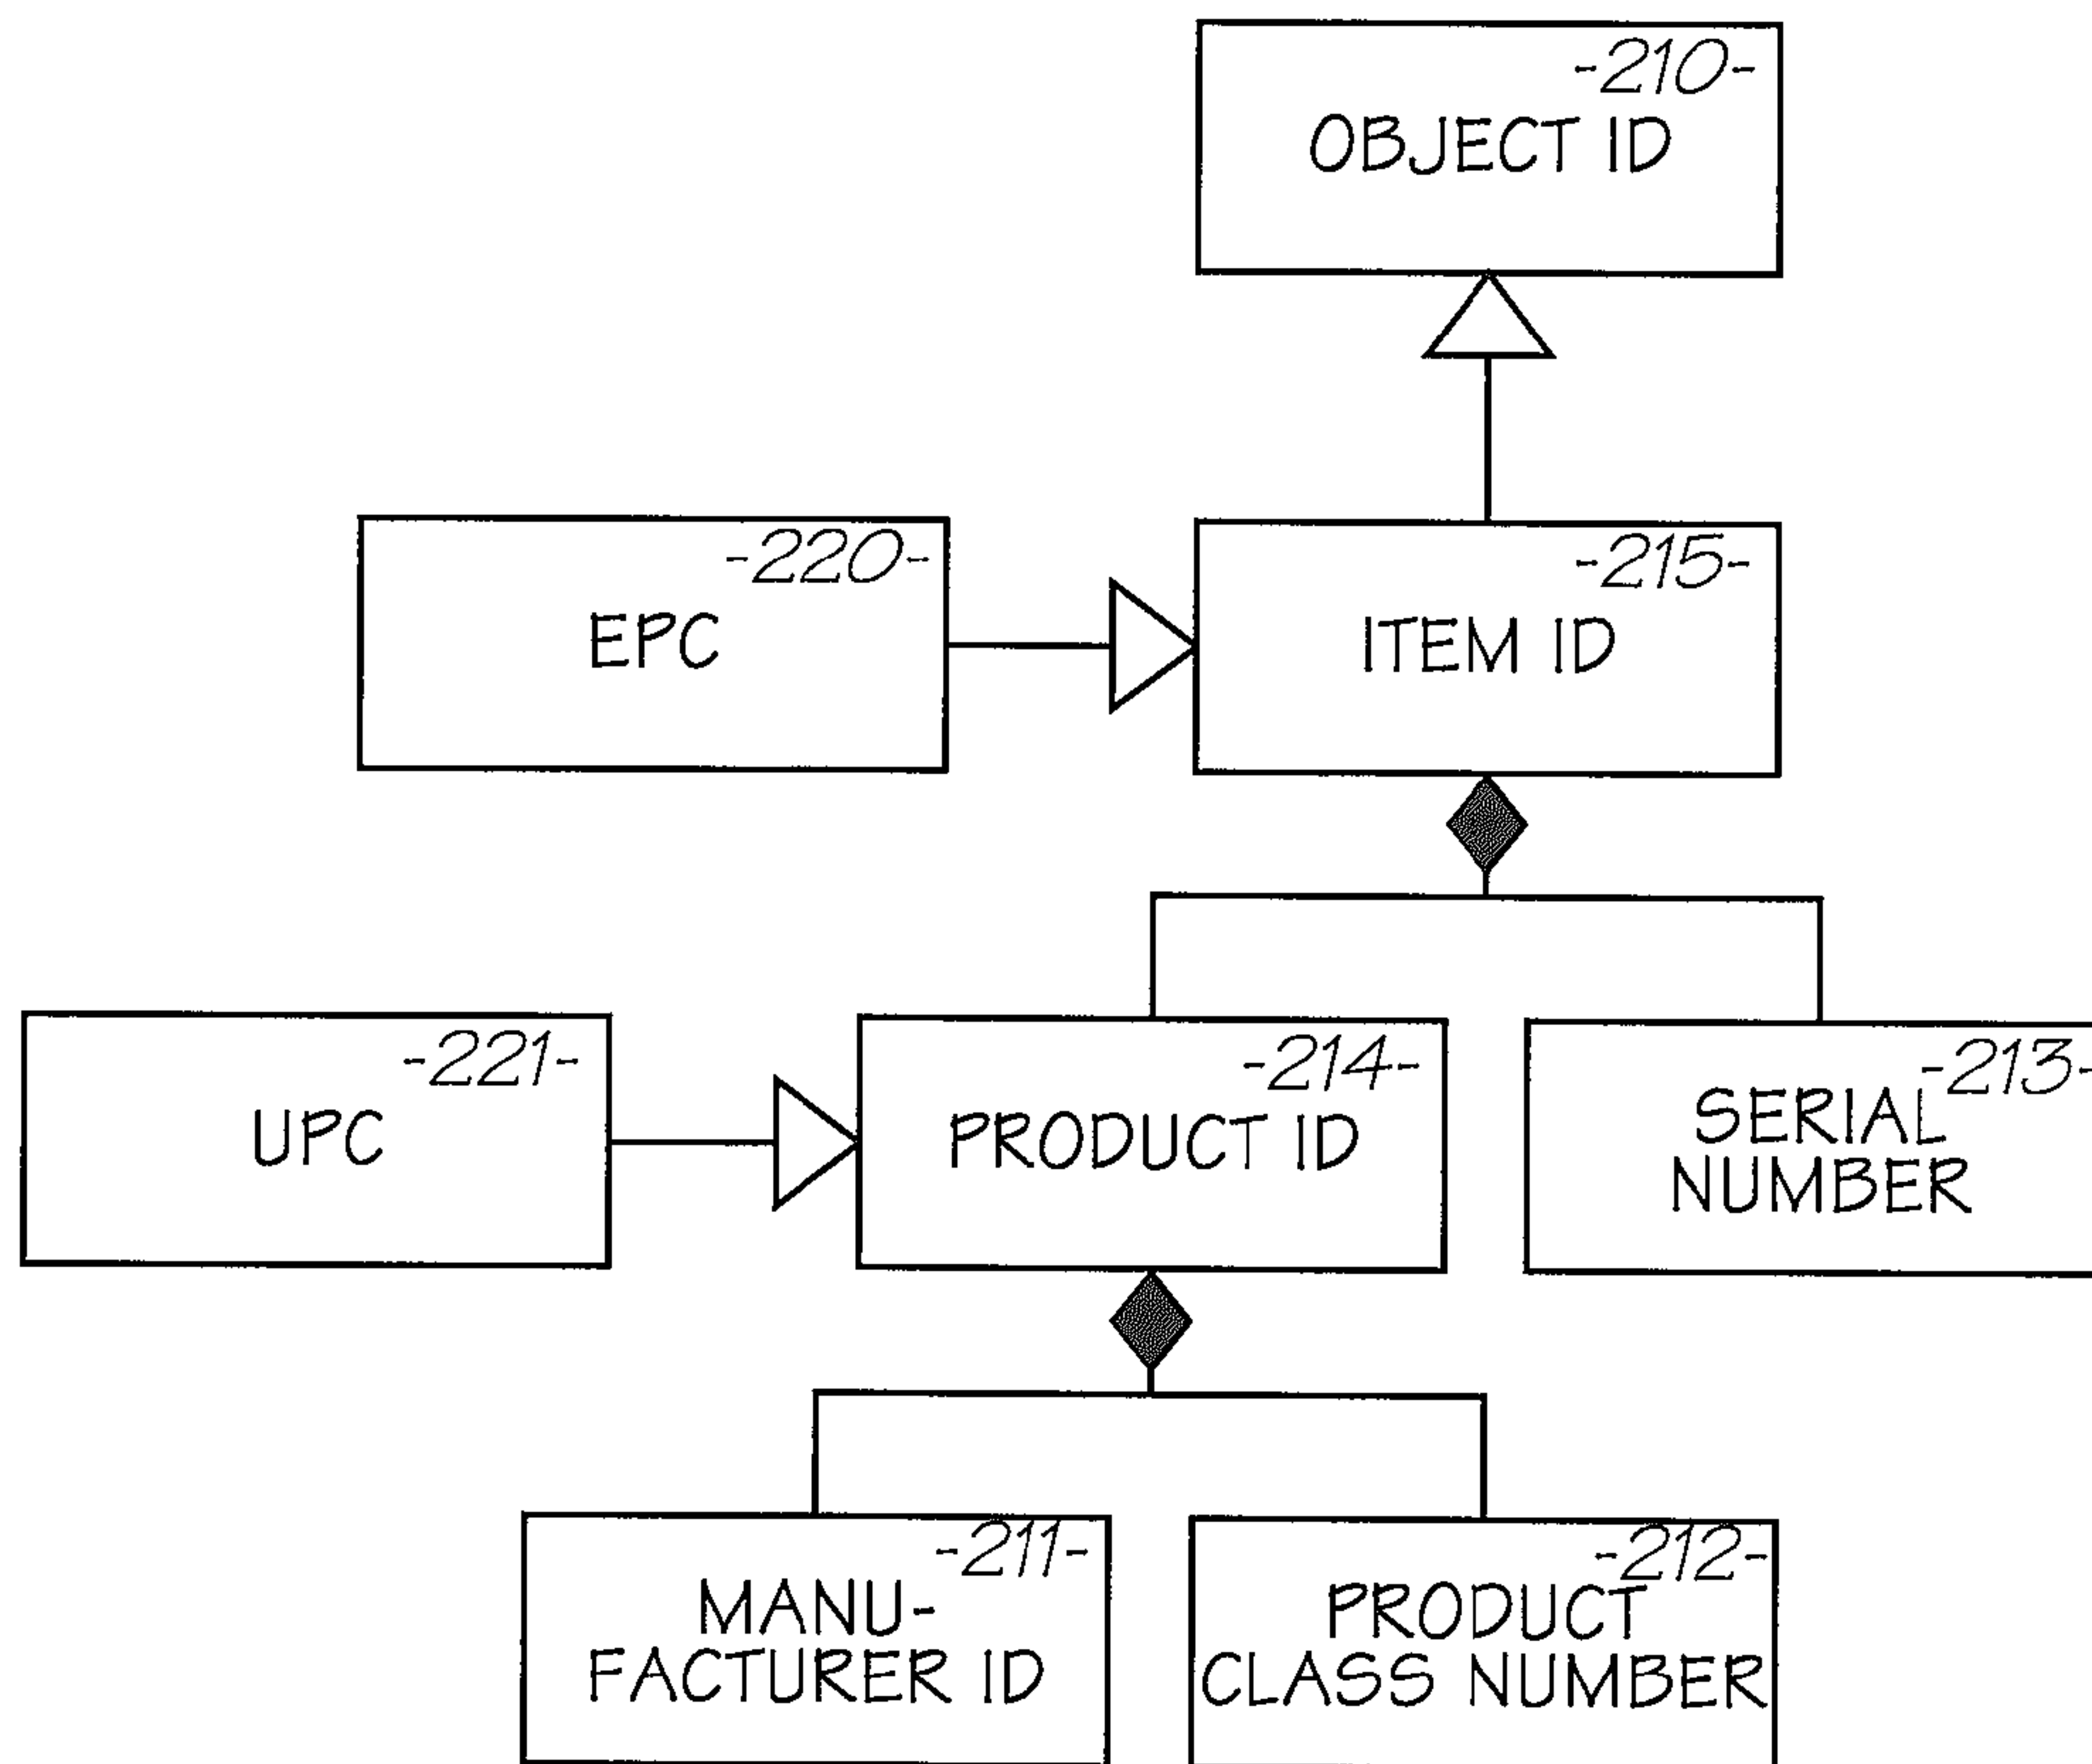 -210-
OBJECT ID
-220-
EPC
-215-
ITEM ID
-221-
UPC
-214-
PRODUCT ID
-213-
SERIAL
NUMBER
-211-
MANU-
FACTURER ID
-212-
PRODUCT
CLASS NUMBER